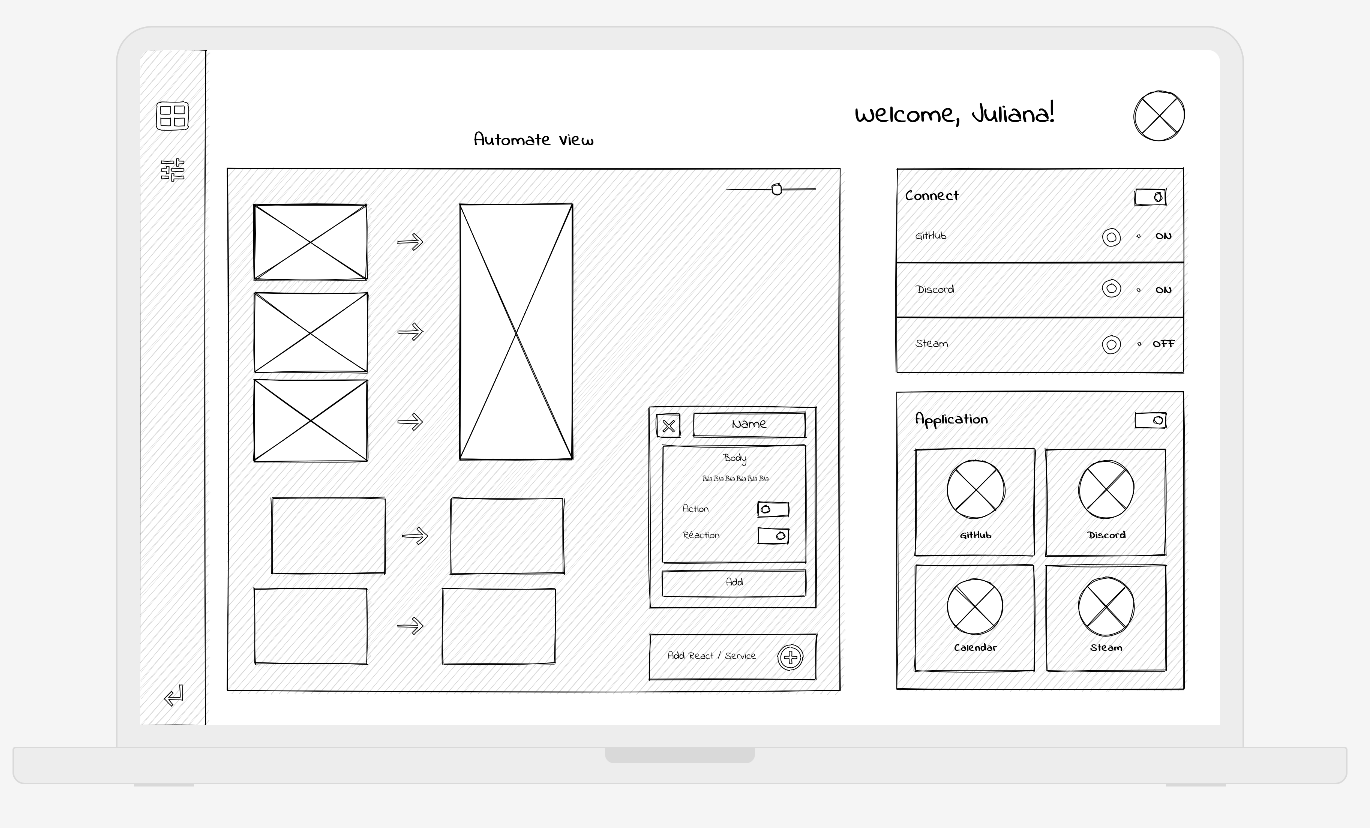 Welcome, Juliana!
Automate View
Connect
GitHub
ON
Discord
ON
Steam
OFF
Name
Body
Bla Bla Bla Bla Bla Bla
Action
Réaction
Add
Add React / Service
Application
GitHub
Discord
Calendar
Steam